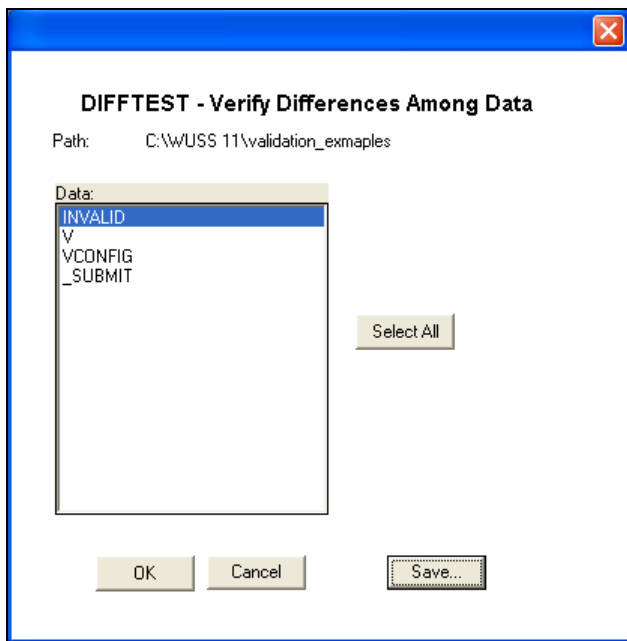 DIFFTEST - Verify Differences Among Data
Path: C:\WUSS 11\validation_exmaples
Data:
INVALID
V
VCONFIG
_SUBMIT
Select All
OK Cancel Save...